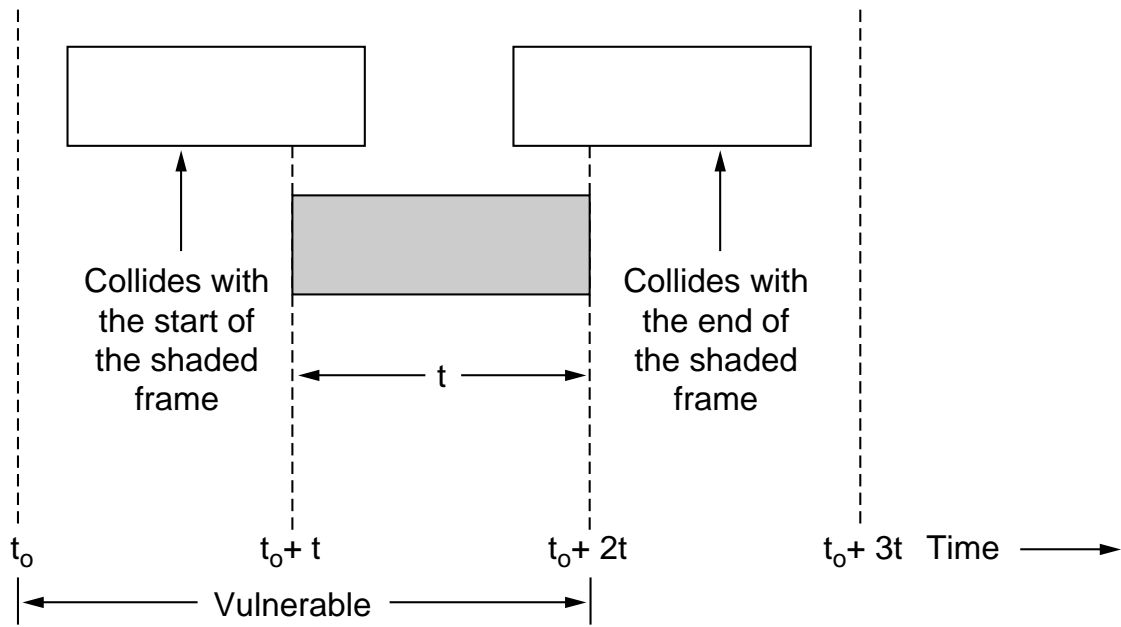 Collides with
the start of
the shaded
frame
Collides with
the end of
the shaded
frame
t
tₒ
tₒ+ t
tₒ+ 2t
tₒ+ 3t
Time
Vulnerable